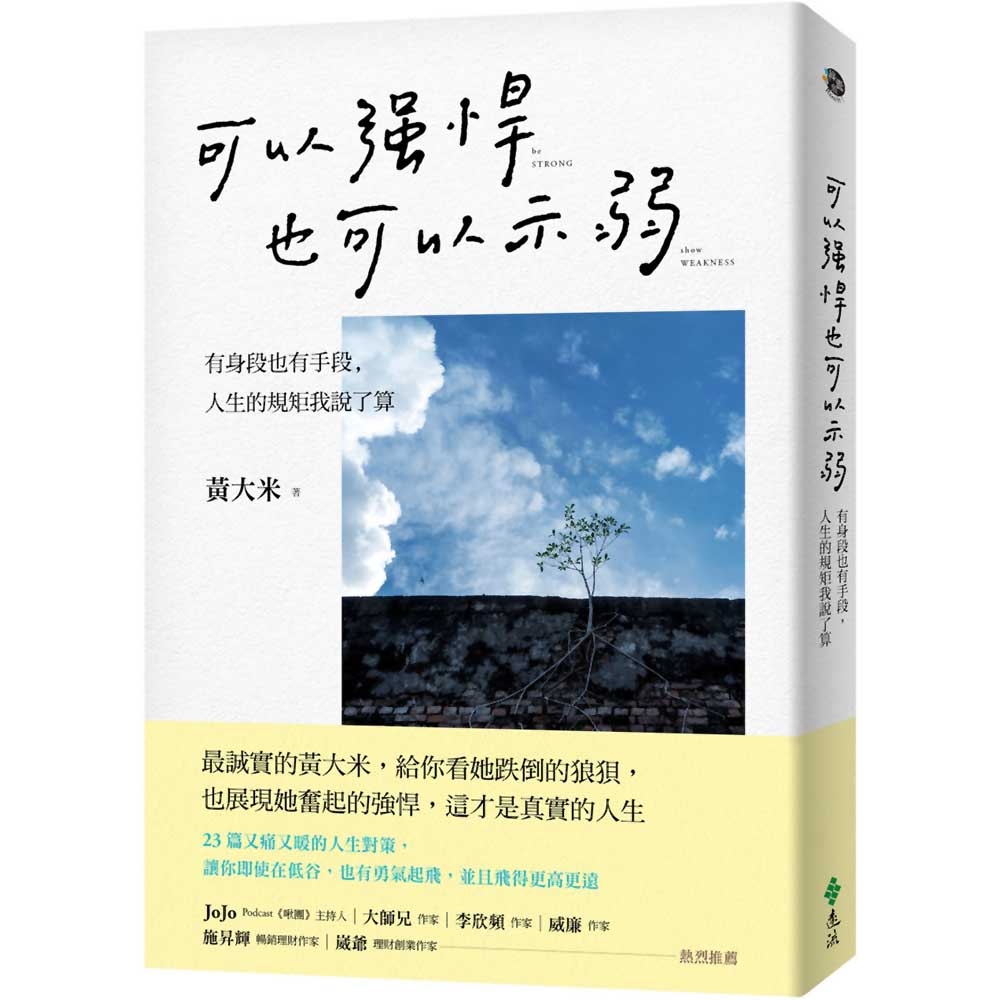 可以强悍
be
STRONG
也可以示弱
show
WEAKNESS
有身段也有手段，
人生的規矩我說了算
黃大米 著
最誠實的黃大米，給你看她跌倒的狼狽，
也展現她奮起的強悍，這才是真實的人生
23 篇又痛又暖的人生對策，
讓你即使在低谷，也有勇氣起飛，並且飛得更高更遠
JoJo Podcast《啾團》主持人｜大師兄 作家｜李欣頻 作家｜威廉 作家
施昇輝 暢銷理財作家｜崴爺 理財創業作家
熱烈推薦
可以强悍也可以示弱
有身段也有手段，
人生的規矩我說了算
遠流